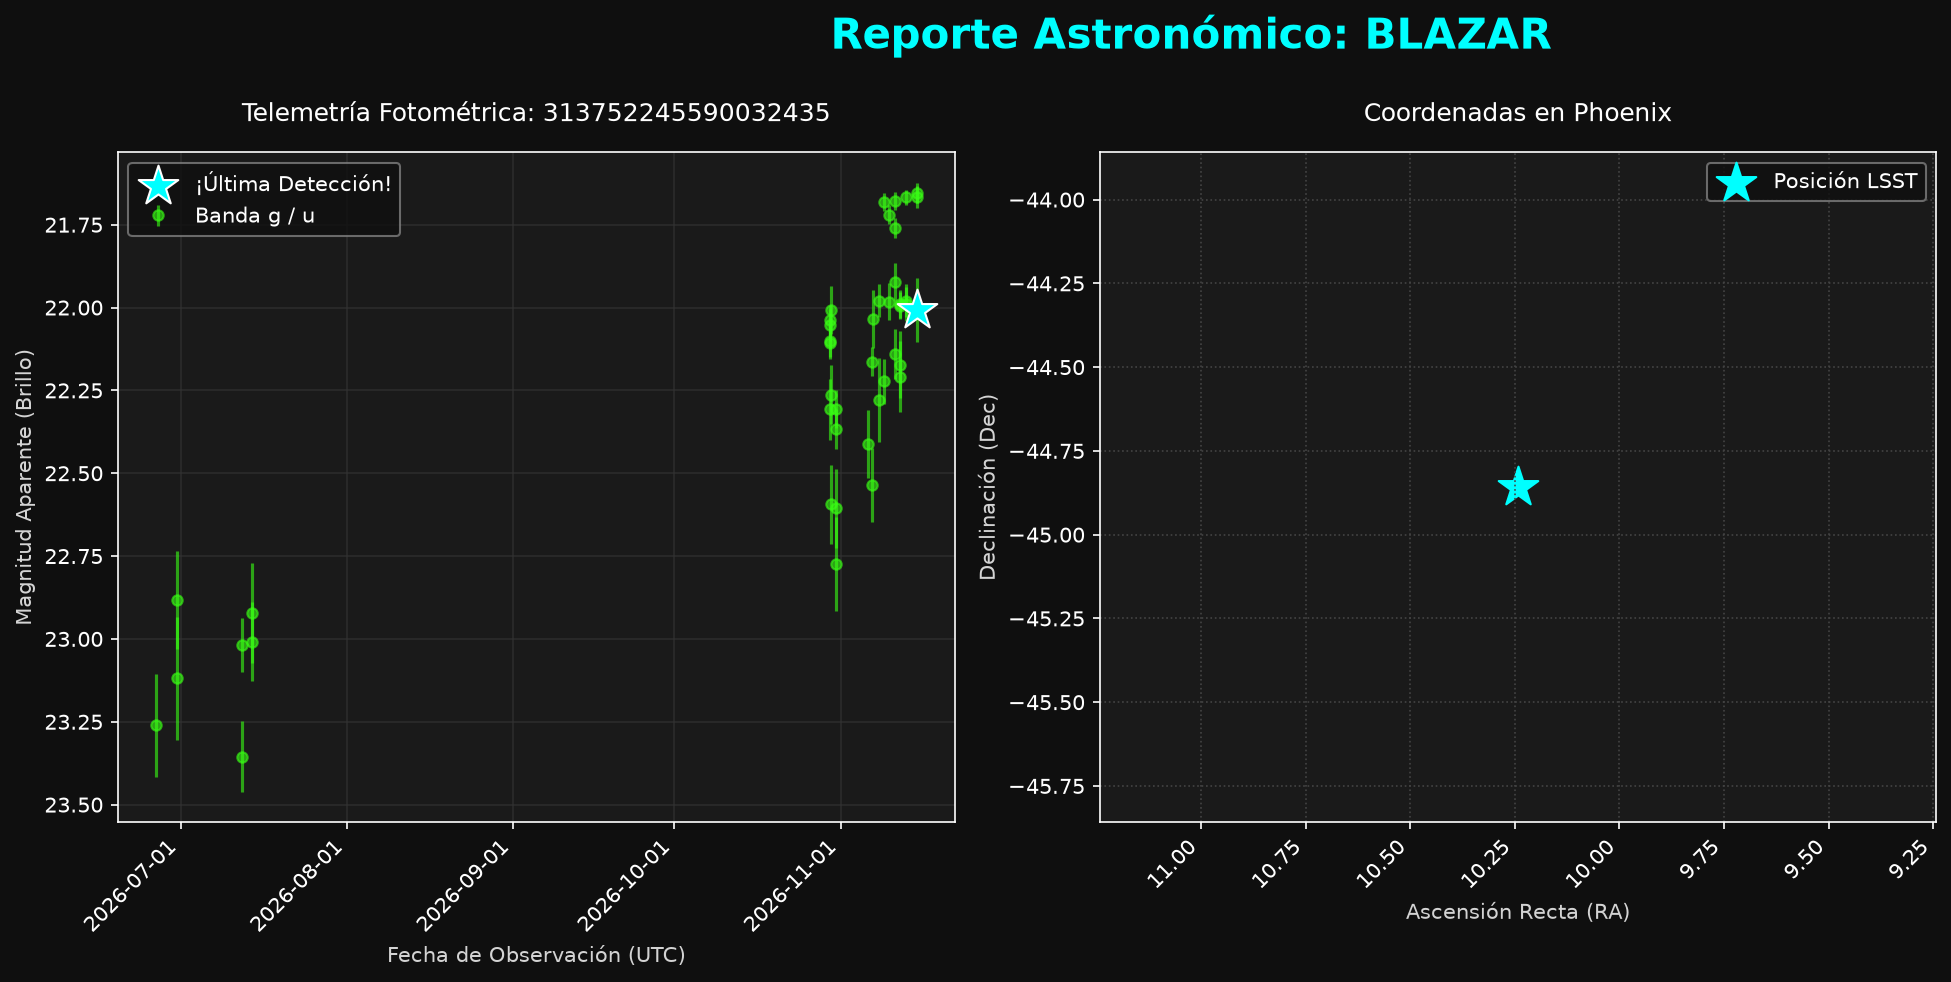 Reporte Astronómico: BLAZAR
Telemetría Fotométrica: 313752245590032435
¡Última Detección!
Banda g / u
Magnitud Aparente (Brillo)
21.75
22.00
22.25
22.50
22.75
23.00
23.25
23.50
2026-07-01
2026-08-01
2026-09-01
2026-10-01
2026-11-01
Fecha de Observación (UTC)
Coordenadas en Phoenix
Posición LSST
Declinación (Dec)
−44.00
−44.25
−44.50
−44.75
−45.00
−45.25
−45.50
−45.75
11.00
10.75
10.50
10.25
10.00
9.75
9.50
9.25
Ascensión Recta (RA)